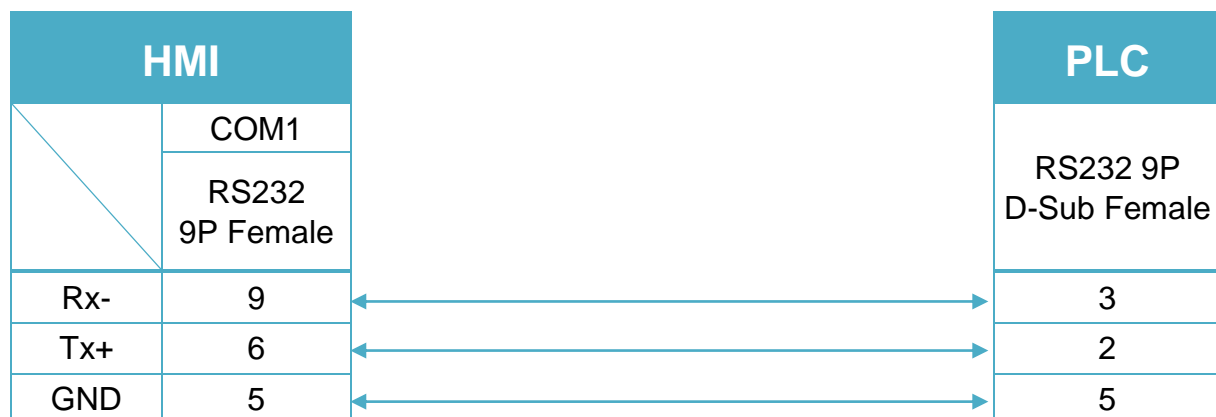 HMI
PLC
COM1
RS232
9P Female
RS232 9P
D-Sub Female
Rx- 9 3
Tx+ 6 2
GND 5 5